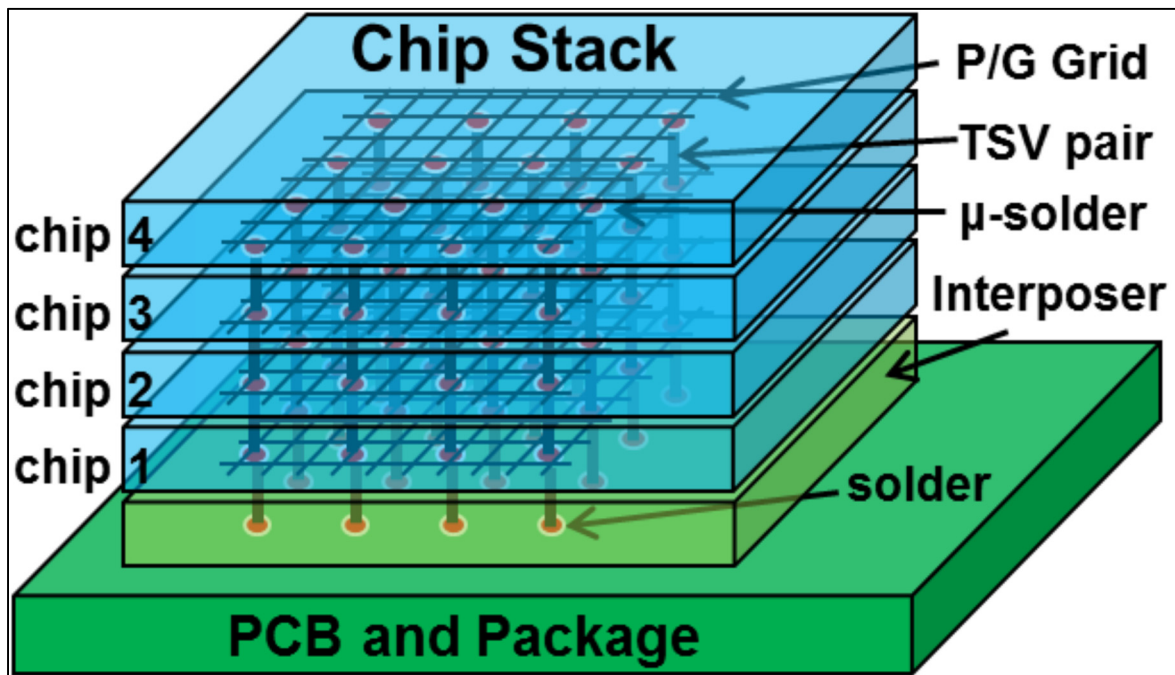 Chip Stack
P/G Grid
TSV pair
μ-solder
chip 4
Interposer
chip 3
chip 2
chip 1
solder
PCB and Package